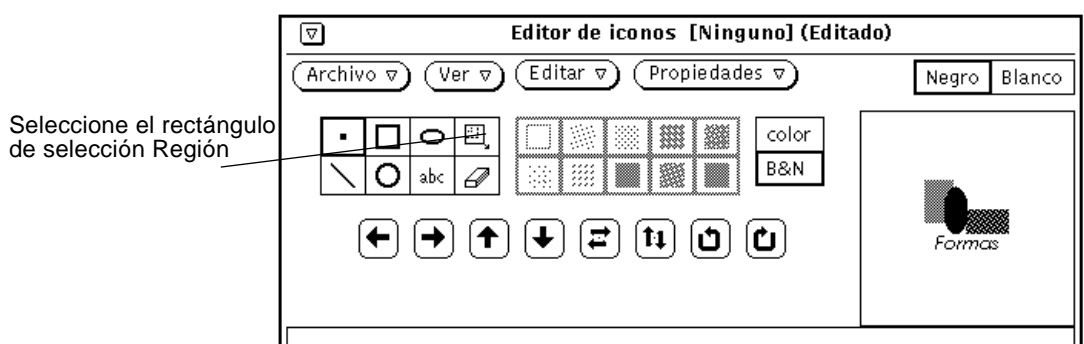 Editor de iconos [Ninguno] (Editado)
Archivo Ver Editar Propiedades Negro Blanco
Seleccione el rectángulo
de selección Región
color
abc B&N
Formas